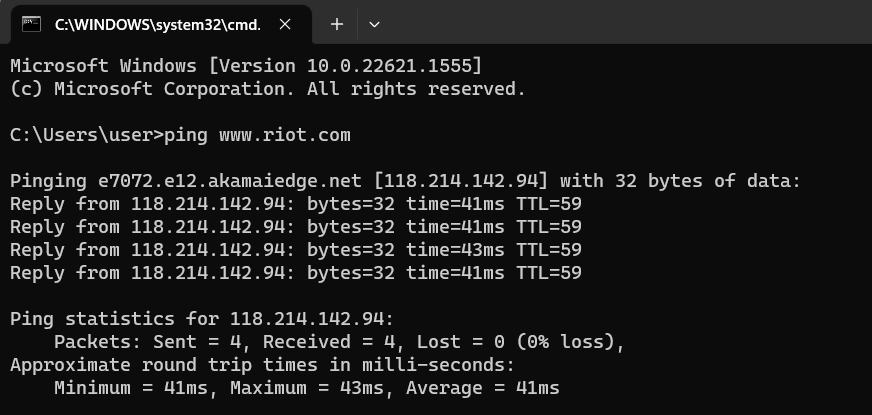 C:\WINDOWS\system32\cmd.
Microsoft Windows [Version 10.0.22621.1555]
(c) Microsoft Corporation. All rights reserved.
C:\Users\user>ping www.riot.com
Pinging e7072.e12.akamaiedge.net [118.214.142.94] with 32 bytes of data:
Reply from 118.214.142.94: bytes=32 time=41ms TTL=59
Reply from 118.214.142.94: bytes=32 time=41ms TTL=59
Reply from 118.214.142.94: bytes=32 time=43ms TTL=59
Reply from 118.214.142.94: bytes=32 time=41ms TTL=59
Ping statistics for 118.214.142.94:
    Packets: Sent = 4, Received = 4, Lost = 0 (0% loss),
Approximate round trip times in milli-seconds:
    Minimum = 41ms, Maximum = 43ms, Average = 41ms